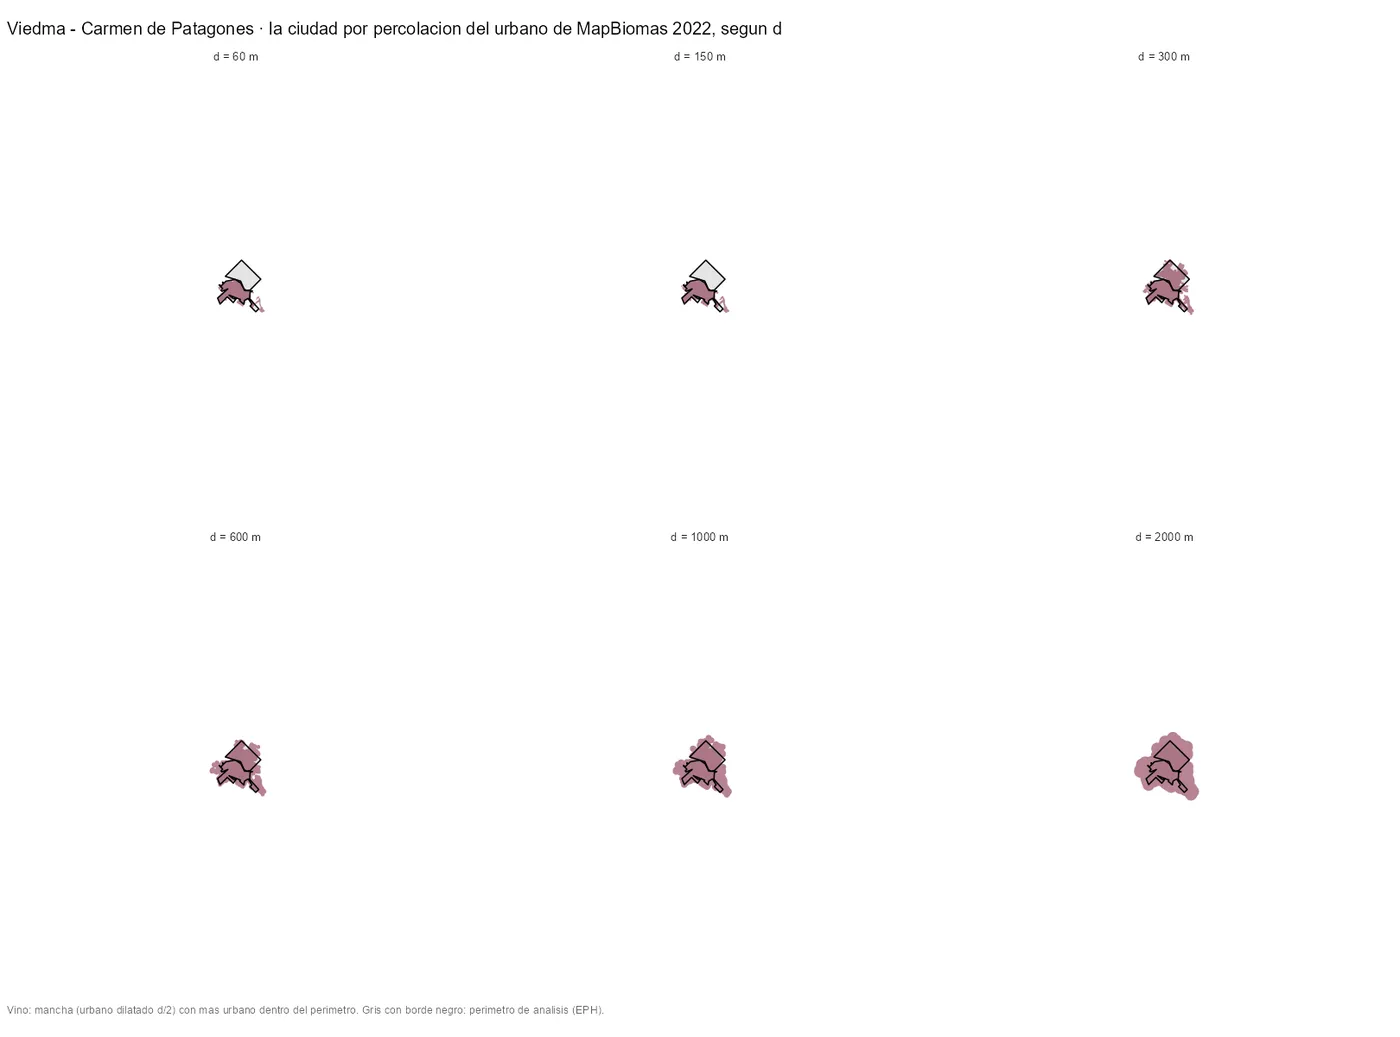 Viedma - Carmen de Patagones · la ciudad por percolacion del urbano de MapBiomas 2022, segun d
d = 60 m
d = 150 m
d = 300 m
d = 600 m
d = 1000 m
d = 2000 m
Vino: mancha (urbano dilatado d/2) con mas urbano dentro del perimetro. Gris con borde negro: perimetro de analisis (EPH).